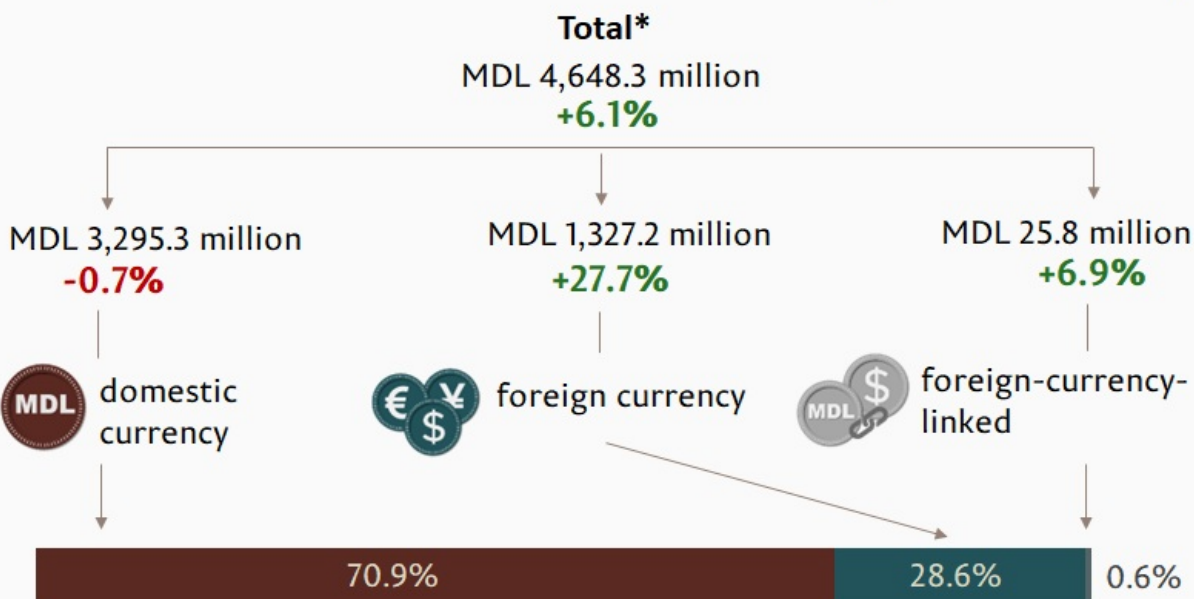 Total*
MDL 4,648.3 million
+6.1%
MDL 3,295.3 million
-0.7%
MDL 1,327.2 million
+27.7%
MDL 25.8 million
+6.9%
MDL
domestic
currency
€ ¥
$
foreign currency
MDL $
foreign-currency-
linked
70.9% 28.6% 0.6%